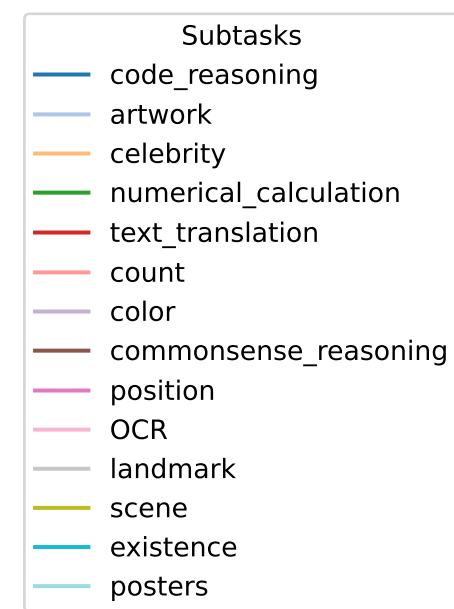 Subtasks
code_reasoning
artwork
celebrity
numerical_calculation
text_translation
count
color
commonsense_reasoning
position
OCR
landmark
scene
existence
posters